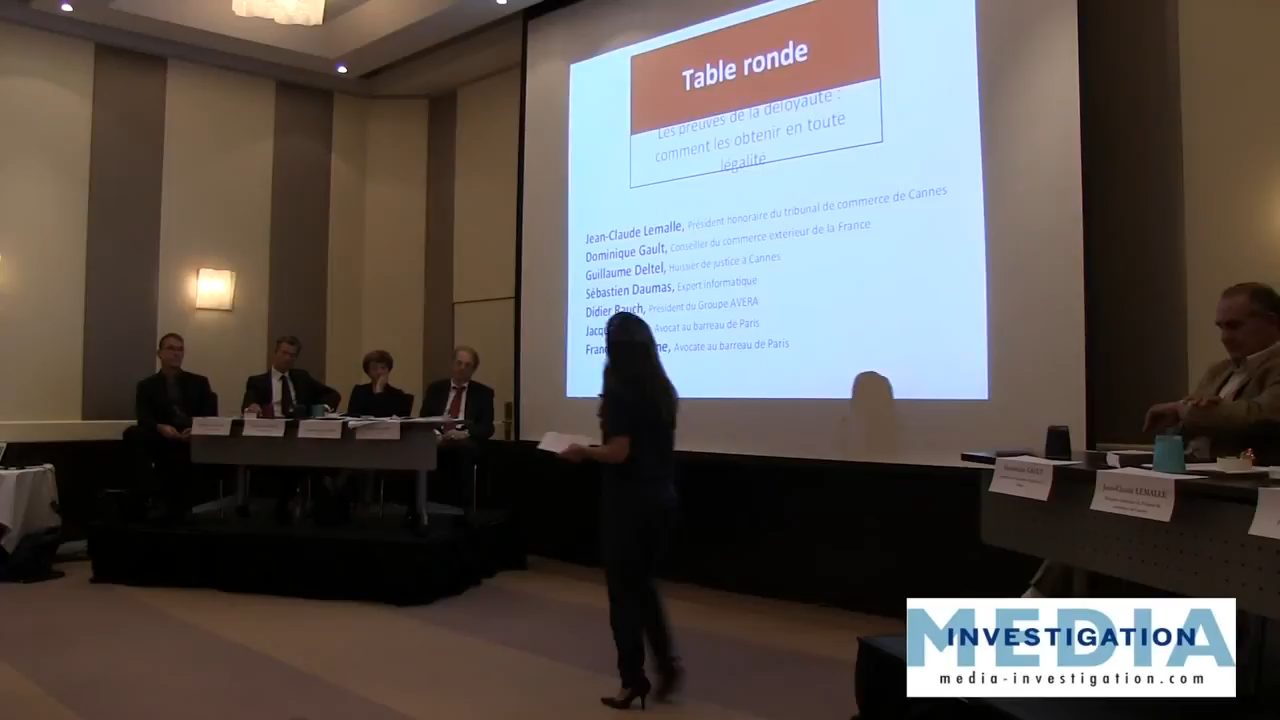 Table ronde
Les preuves de la déloyauté :
comment les obtenir en toute
légalité
Jean-Claude Lemalle, Président honoraire du tribunal de commerce de Cannes
Dominique Gault, Conseiller du commerce extérieur de la France
Guillaume Deltel, Huissier de justice à Cannes
Sébastien Daumas, Expert informatique
Didier Rauch, Président du Groupe AVERA
Avocat au barreau de Paris
Avocate au barreau de Paris
GAULT
Jean-Claude LEMALLE
MEDIA
INVESTIGATION
media-investigation.com